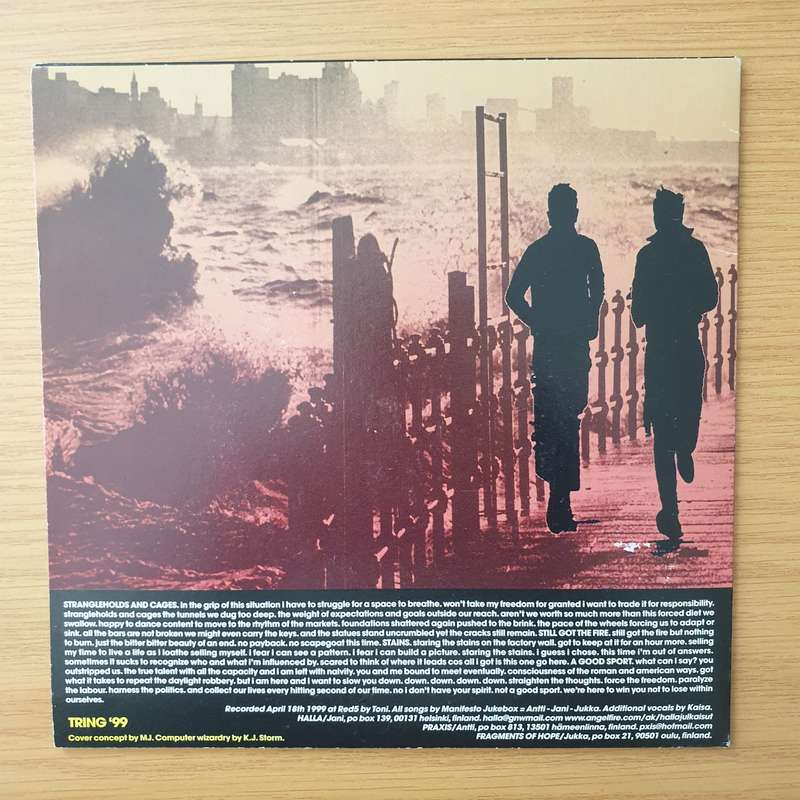 STRANGLEHOLDS AND CAGES. in the grip of this situation i have to struggle for a space to breathe. won't take my freedom for granted i want to trade it for responsibility.
strangleholds and cages the tunnels we dug too deep. the weight of expectations and goals outside our reach. aren't we worth so much more than this forced diet we
swallow. happy to dance content to move to the rhythm of the markets. foundations shattered again pushed to the brink. the pace of the wheels forcing us to adapt or
sink. all the bars are not broken we might even carry the keys. and the statues stand uncrumbled yet the cracks still remain. STILL GOT THE FIRE. still got the fire but nothing
to burn. just the bitter bitter beauty of an end. no payback. no scapegoat this time. STAINS. staring the stains on the factory wall. got to keep at it for an hour more. selling
my time to live a life as i loathe selling myself. i fear i can see a pattern. i fear i can build a picture. staring the stains. i guess i chose. this time i'm out of answers.
sometimes it sucks to recognize who and what i'm influenced by. scared to think of where it leads cos all i got is this one go here. A GOOD SPORT. what can i say? you
outstripped us. the true talent with all the capacity and i am left with naivity. you and me bound to meet eventually. consciousness of the roman and american ways. got
what it takes to repeat the daylight robbery. but i am here and i want to slow you down. down. down. down. down. straighten the thoughts. force the freedom. paralyze
the labour. harness the politics. and collect our lives every hitting second of our time. no i don't have your spirit. not a good sport. we're here to win you not to lose within
ourselves.
Recorded April 18th 1999 at Red5 by Toni. All songs by Manifesto Jukebox = Antti - Jani - Jukka. Additional vocals by Kaisa.
HALLA/Jani, po box 139, 00131 helsinki, finland. halla@gnwmail.com www.angelfire.com/ak/hallajulkaisut
PRAXIS/Antti, po box 813, 13501 hämeenlinna, finland. pxis@hotmail.com
FRAGMENTS OF HOPE/Jukka, po box 21, 90501 oulu, finland.
TRING '99
Cover concept by MJ. Computer wizardry by K.J. Storm.